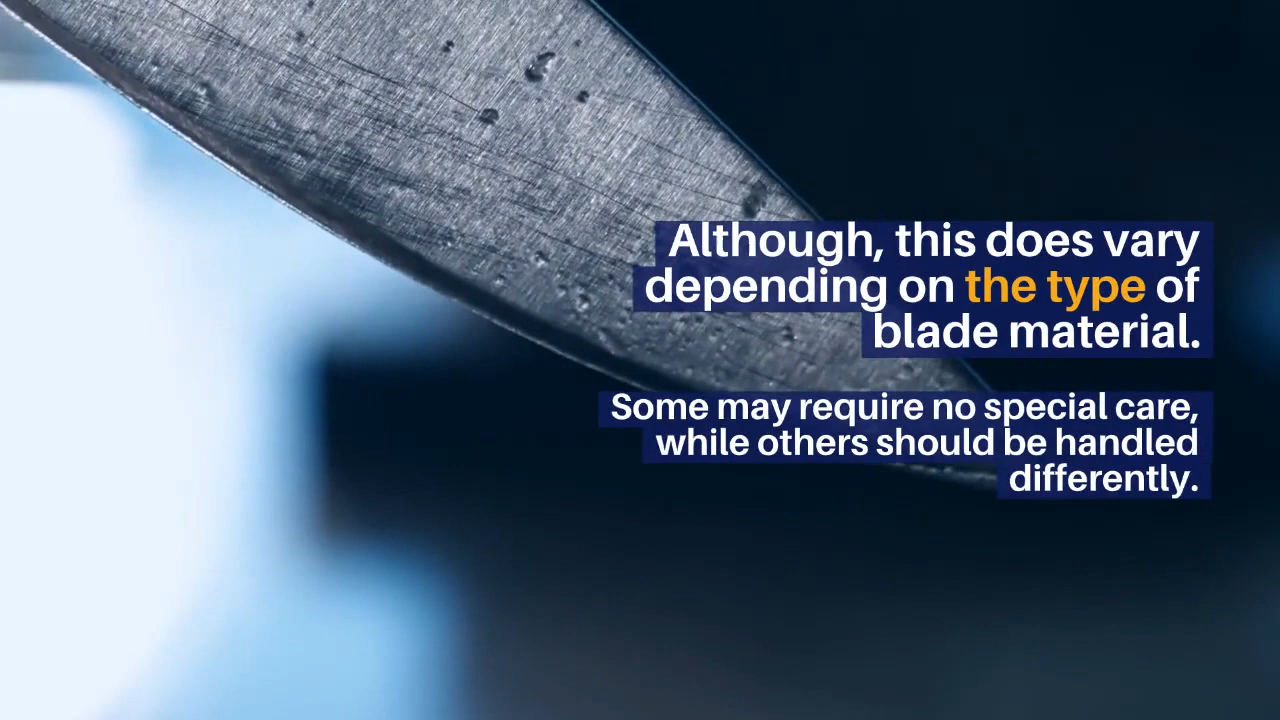 Although, this does vary
depending on the type of
blade material.
Some may require no special care,
while others should be handled
differently.